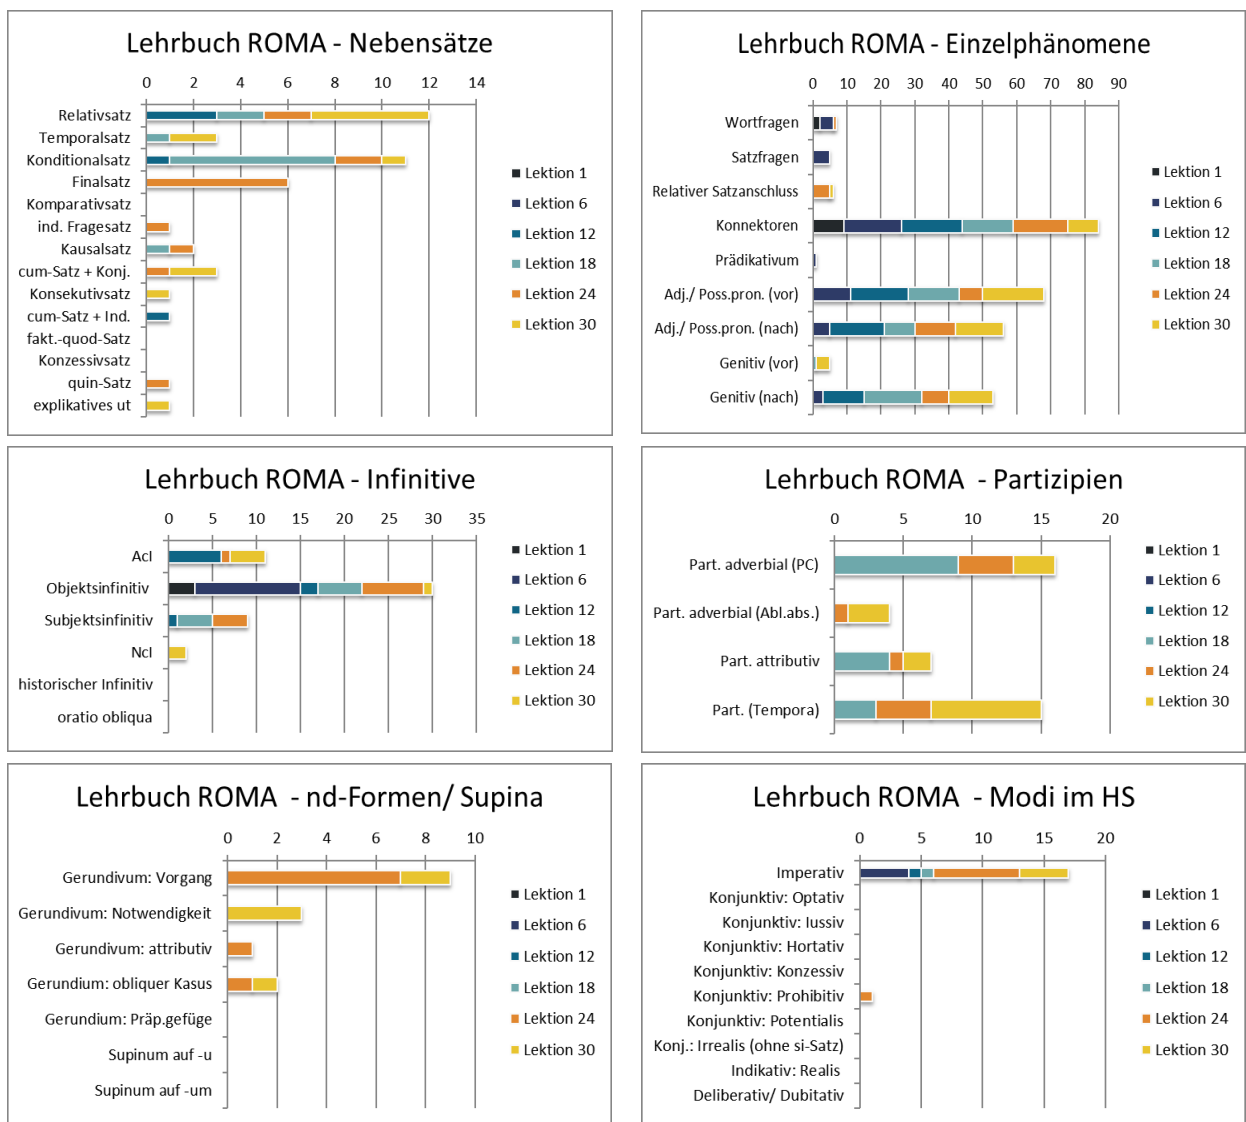 Lehrbuch ROMA - Nebensätze
0 2 4 6 8 10 12 14
Relativsatz
Temporalsatz
Konditionalsatz
Finalsatz
Komparativsatz
ind. Fragesatz
Kausalsatz
cum-Satz + Konj.
Konsekutivsatz
cum-Satz + Ind.
fakt.-quod-Satz
Konzessivsatz
quin-Satz
explikatives ut
Lektion 1
Lektion 6
Lektion 12
Lektion 18
Lektion 24
Lektion 30
Lehrbuch ROMA - Einzelphänomene
0 10 20 30 40 50 60 70 80 90
Wortfragen
Satzfragen
Relativer Satzanschluss
Konnektoren
Prädikativum
Adj./ Poss.pron. (vor)
Adj./ Poss.pron. (nach)
Genitiv (vor)
Genitiv (nach)
Lektion 1
Lektion 6
Lektion 12
Lektion 18
Lektion 24
Lektion 30
Lehrbuch ROMA - Infinitive
0 5 10 15 20 25 30 35
AcI
Objektsinfinitiv
Subjektsinfinitiv
NcI
historischer Infinitiv
oratio obliqua
Lektion 1
Lektion 6
Lektion 12
Lektion 18
Lektion 24
Lektion 30
Lehrbuch ROMA - Partizipien
0 5 10 15 20
Part. adverbial (PC)
Part. adverbial (Abl.abs.)
Part. attributiv
Part. (Tempora)
Lektion 1
Lektion 6
Lektion 12
Lektion 18
Lektion 24
Lektion 30
Lehrbuch ROMA - nd-Formen/ Supina
0 2 4 6 8 10
Gerundivum: Vorgang
Gerundivum: Notwendigkeit
Gerundivum: attributiv
Gerundium: obliquer Kasus
Gerundium: Präp.gefüge
Supinum auf -u
Supinum auf -um
Lektion 1
Lektion 6
Lektion 12
Lektion 18
Lektion 24
Lektion 30
Lehrbuch ROMA - Modi im HS
0 5 10 15 20
Imperativ
Konjunktiv: Optativ
Konjunktiv: Iussiv
Konjunktiv: Hortativ
Konjunktiv: Konzessiv
Konjunktiv: Prohibitiv
Konjunktiv: Potentialis
Konj.: Irrealis (ohne si-Satz)
Indikativ: Realis
Deliberativ/ Dubitativ
Lektion 1
Lektion 6
Lektion 12
Lektion 18
Lektion 24
Lektion 30